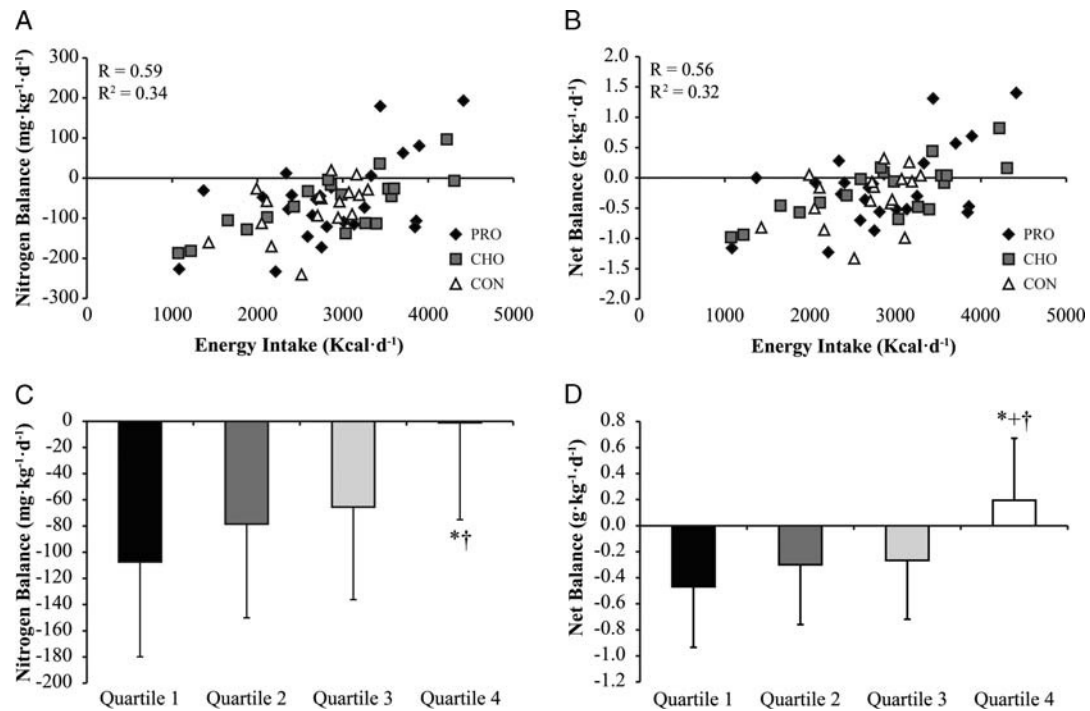 A
Nitrogen Balance (mg·kg⁻¹·d⁻¹)
300
200
100
0
-100
-200
-300
R = 0.59
R² = 0.34
PRO
CHO
CON
0 1000 2000 3000 4000 5000
Energy Intake (Kcal·d⁻¹)
B
Net Balance (g·kg⁻¹·d⁻¹)
2.0
1.5
1.0
0.5
0.0
-0.5
-1.0
-1.5
-2.0
R = 0.56
R² = 0.32
PRO
CHO
CON
0 1000 2000 3000 4000 5000
Energy Intake (Kcal·d⁻¹)
C
Nitrogen Balance (mg·kg⁻¹·d⁻¹)
0
-20
-40
-60
-80
-100
-120
-140
-160
-180
-200
*†
Quartile 1 Quartile 2 Quartile 3 Quartile 4
D
Net Balance (g·kg⁻¹·d⁻¹)
0.8
0.6
0.4
0.2
0.0
-0.2
-0.4
-0.6
-0.8
-1.0
-1.2
*+†
Quartile 1 Quartile 2 Quartile 3 Quartile 4